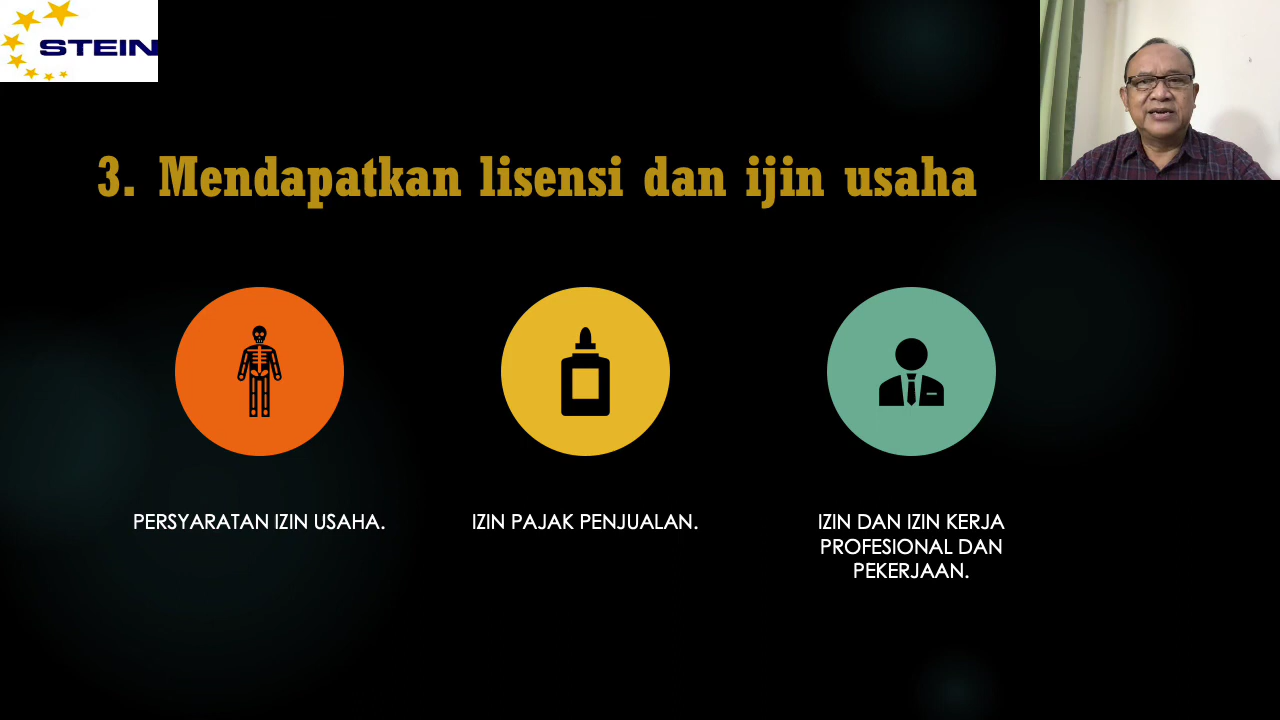 STEIN
3. Mendapatkan lisensi dan ijin usaha
PERSYARATAN IZIN USAHA.
IZIN PAJAK PENJUALAN.
IZIN DAN IZIN KERJA
PROFESIONAL DAN
PEKERJAAN.